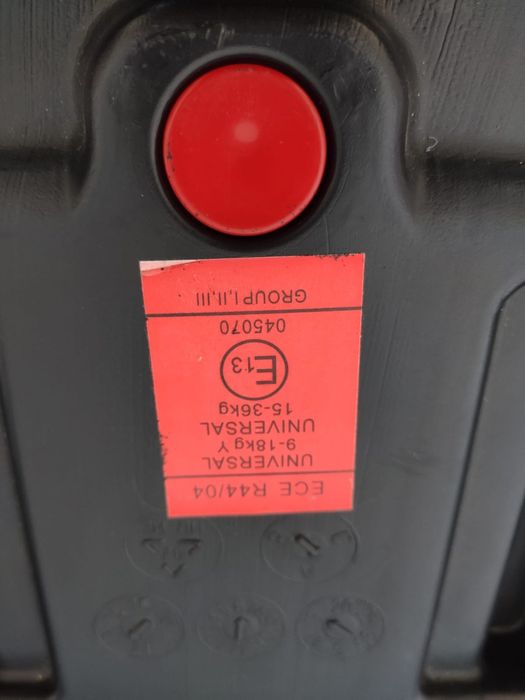 ECE R44/04
UNIVERSAL
9-18kg Y
UNIVERSAL
15-36kg
E13
045070
GROUP I,II,III